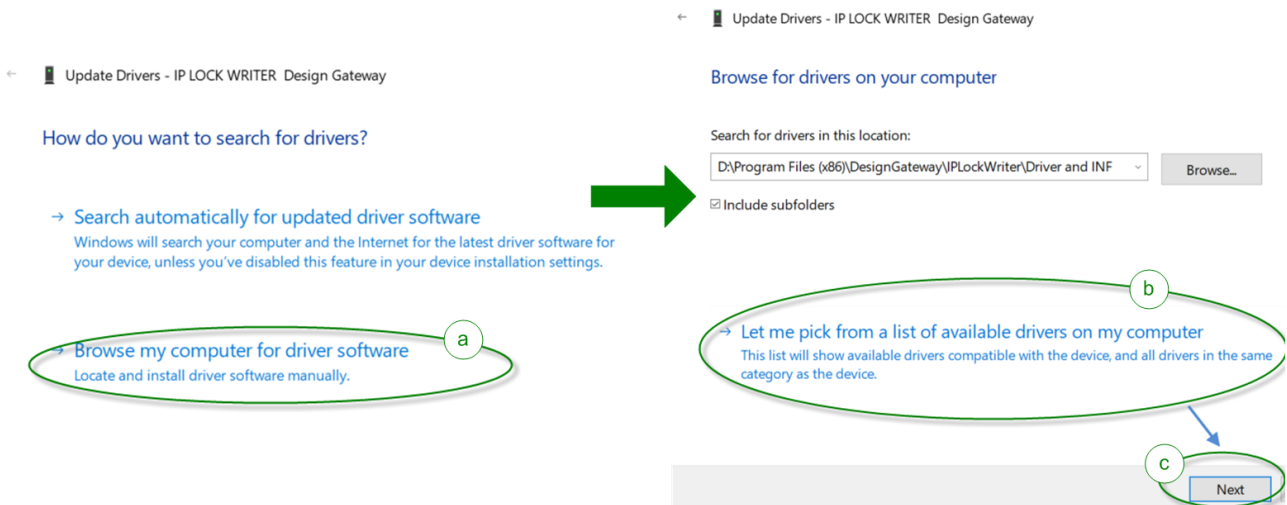 ← Update Drivers - IP LOCK WRITER Design Gateway
How do you want to search for drivers?
→ Search automatically for updated driver software
Windows will search your computer and the Internet for the latest driver software for
your device, unless you've disabled this feature in your device installation settings.
a
→ Browse my computer for driver software
Locate and install driver software manually.
← Update Drivers - IP LOCK WRITER Design Gateway
Browse for drivers on your computer
Search for drivers in this location:
D:\Program Files (x86)\DesignGateway\IPLockWriter\Driver and INF
Browse...
Include subfolders
b
→ Let me pick from a list of available drivers on my computer
This list will show available drivers compatible with the device, and all drivers in the same
category as the device.
c
Next